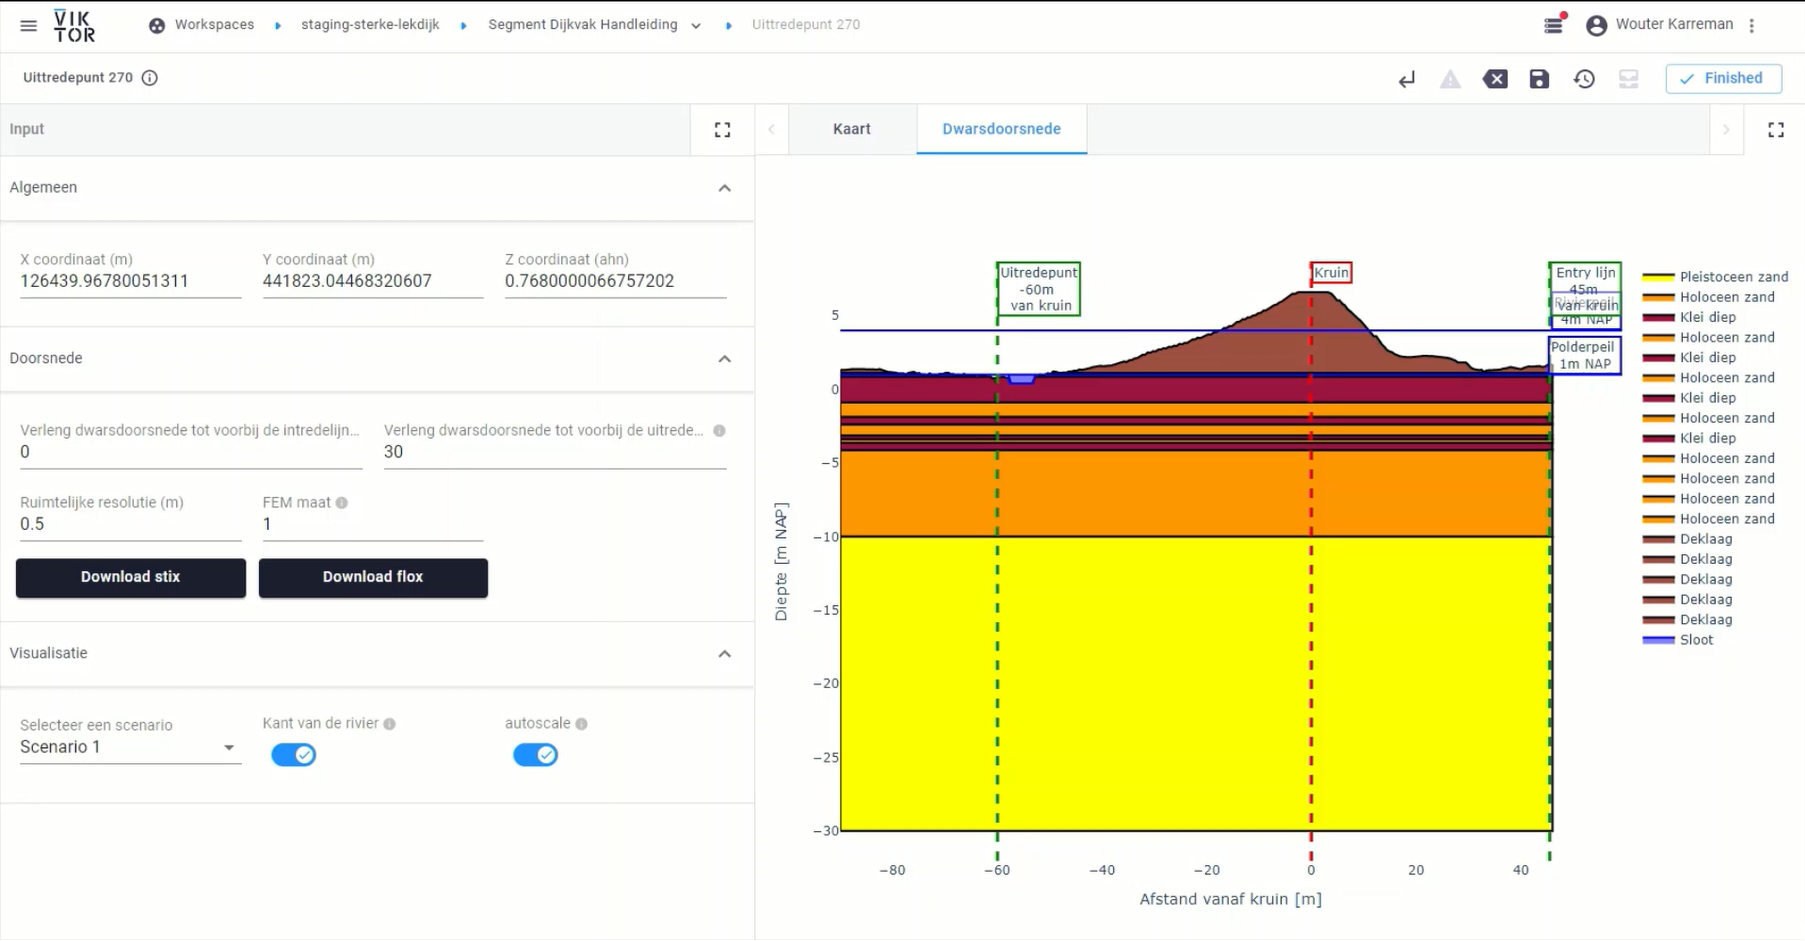 VIKTOR
Workspaces
staging-sterke-lekdijk
Segment Dijkvak Handleiding
Uittredepunt 270
Wouter Karreman
Uittredepunt 270
Finished
Input
Kaart
Dwarsdoorsnede
Algemeen
X coordinaat (m)
Y coordinaat (m)
Z coordinaat (ahn)
126439.96780051311
441823.04468320607
0.7680000066757202
Doorsnede
Verleng dwarsdoorsnede tot voorbij de intredelijn...
Verleng dwarsdoorsnede tot voorbij de uitrede...
0
30
Ruimtelijke resolutie (m)
FEM maat
0.5
1
Download stix
Download flox
Visualisatie
Selecteer een scenario
Kant van de rivier
autoscale
Scenario 1
Uitredepunt
-60m
van kruin
Kruin
Entry lijn
45m
van kruin
Rivierpeil
4m NAP
Polderpeil
1m NAP
5
0
−5
−10
−15
−20
−25
−30
Diepte [m NAP]
−80
−60
−40
−20
0
20
40
Afstand vanaf kruin [m]
Pleistoceen zand
Holoceen zand
Klei diep
Holoceen zand
Klei diep
Holoceen zand
Klei diep
Holoceen zand
Klei diep
Holoceen zand
Holoceen zand
Holoceen zand
Holoceen zand
Deklaag
Deklaag
Deklaag
Deklaag
Deklaag
Sloot